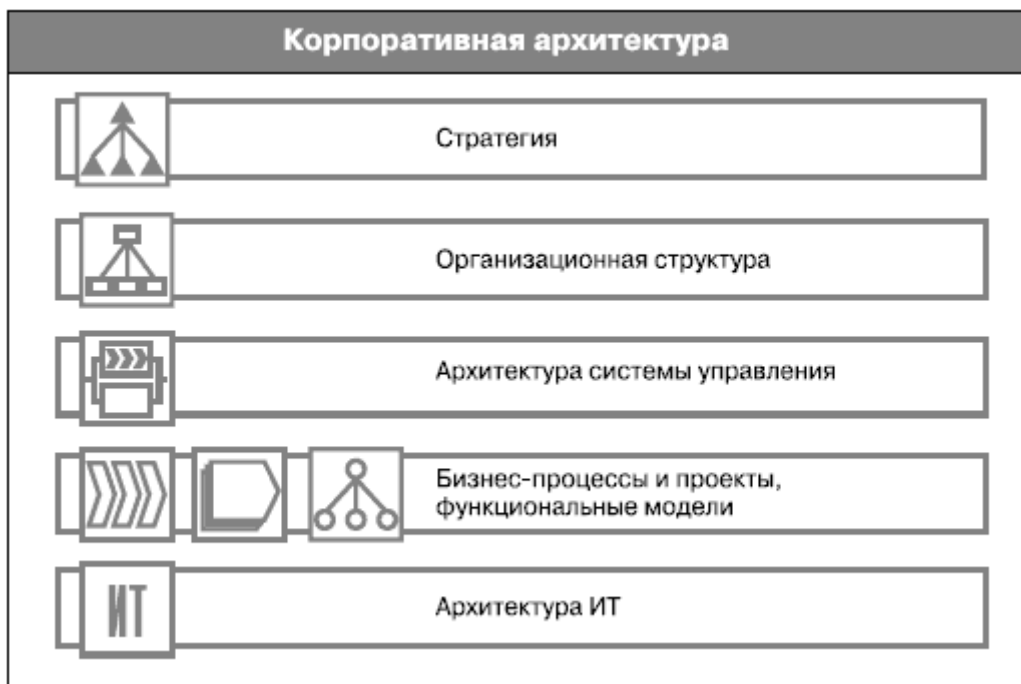 Корпоративная архитектура
Стратегия
Организационная структура
Архитектура системы управления
Бизнес-процессы и проекты,
функциональные модели
ИТ
Архитектура ИТ